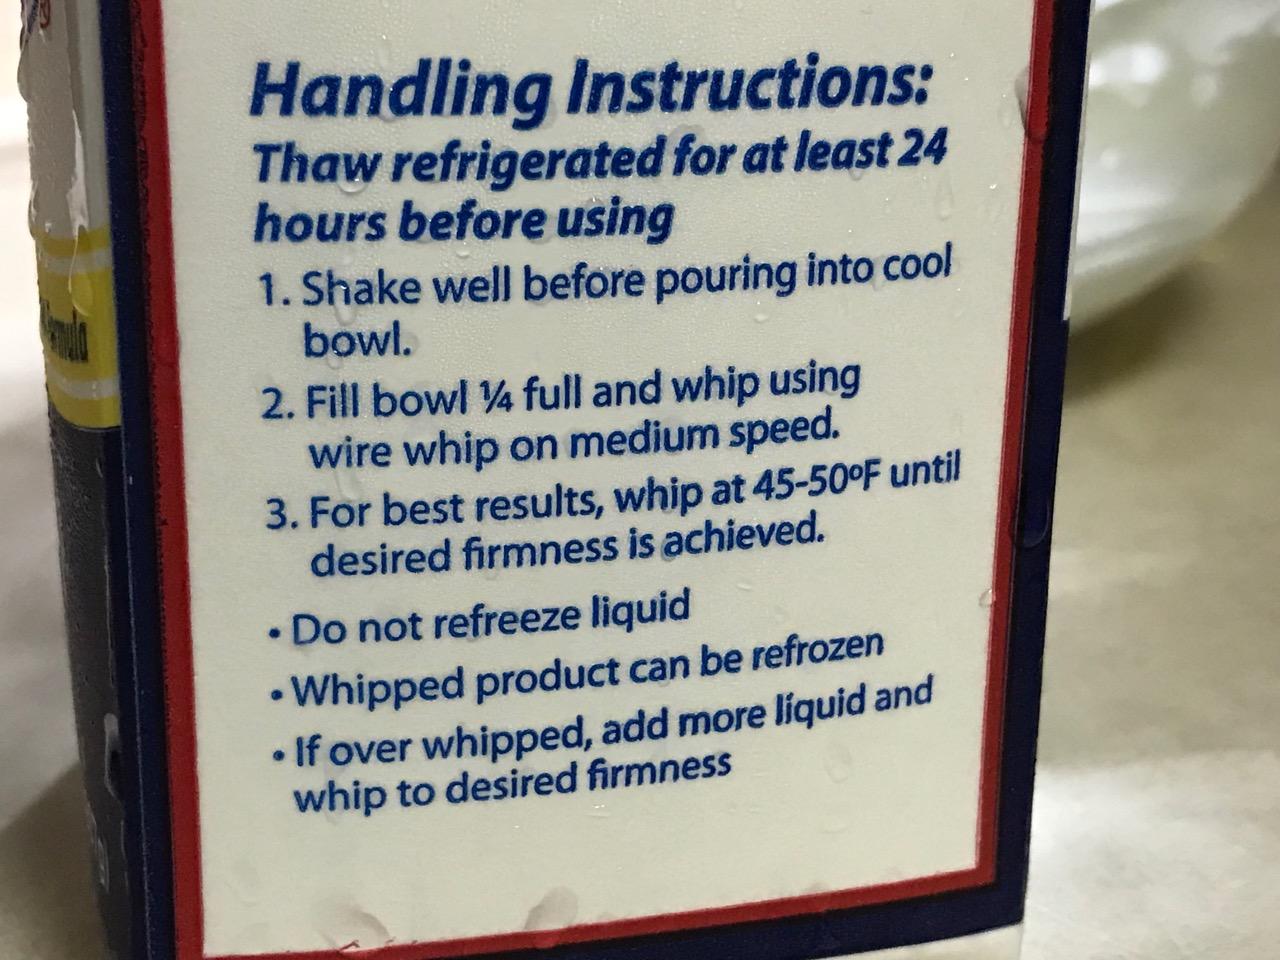 Handling Instructions:
Thaw refrigerated for at least 24
hours before using
1. Shake well before pouring into cool
bowl.
2. Fill bowl ¼ full and whip using
wire whip on medium speed.
3. For best results, whip at 45-50ºF until
desired firmness is achieved.
• Do not refreeze liquid
• Whipped product can be refrozen
• If over whipped, add more liquid and
whip to desired firmness